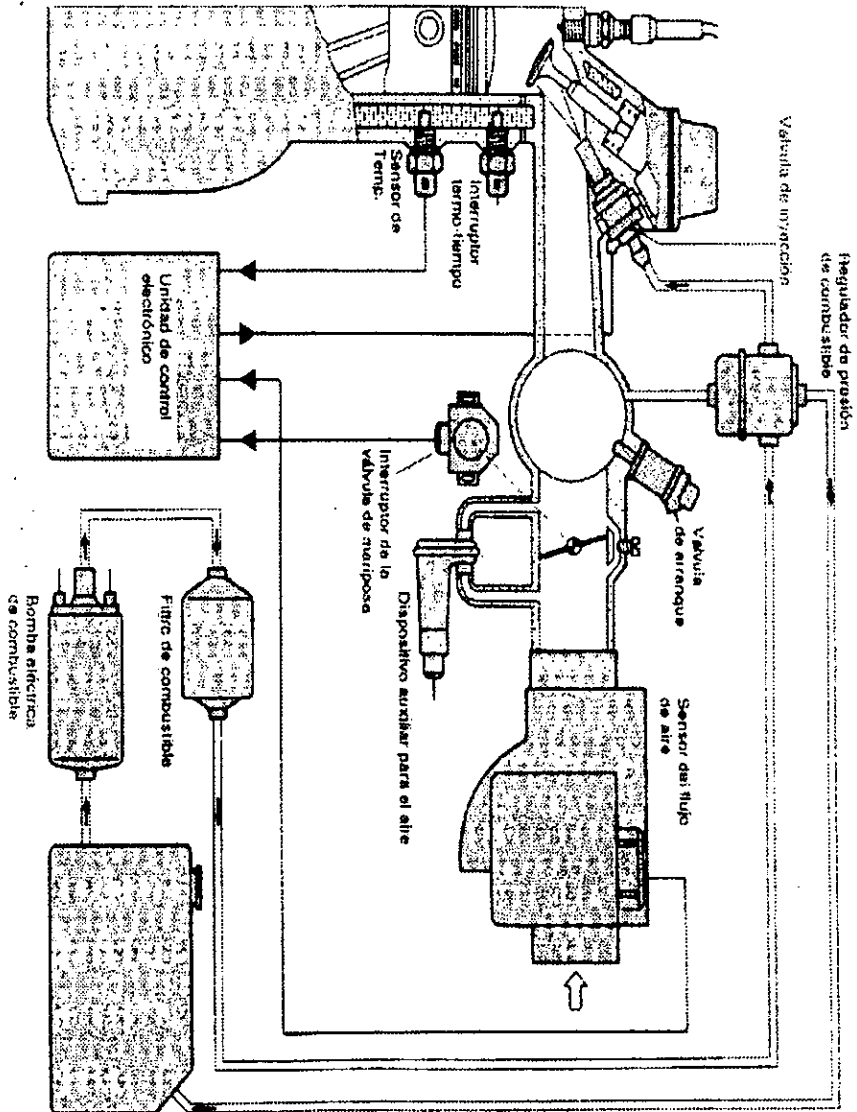 Válvula de inyección
Regulador de presión
de combustible
Sensor de
Temp.
Interruptor
termo-tiempo
Unidad de control
electrónico
Interruptor de la
válvula de mariposa
Válvula
de arranque
Dispositivo auxiliar para el aire
Sensor del flujo
de aire
Filtro de combustible
Bomba eléctrica
de combustible